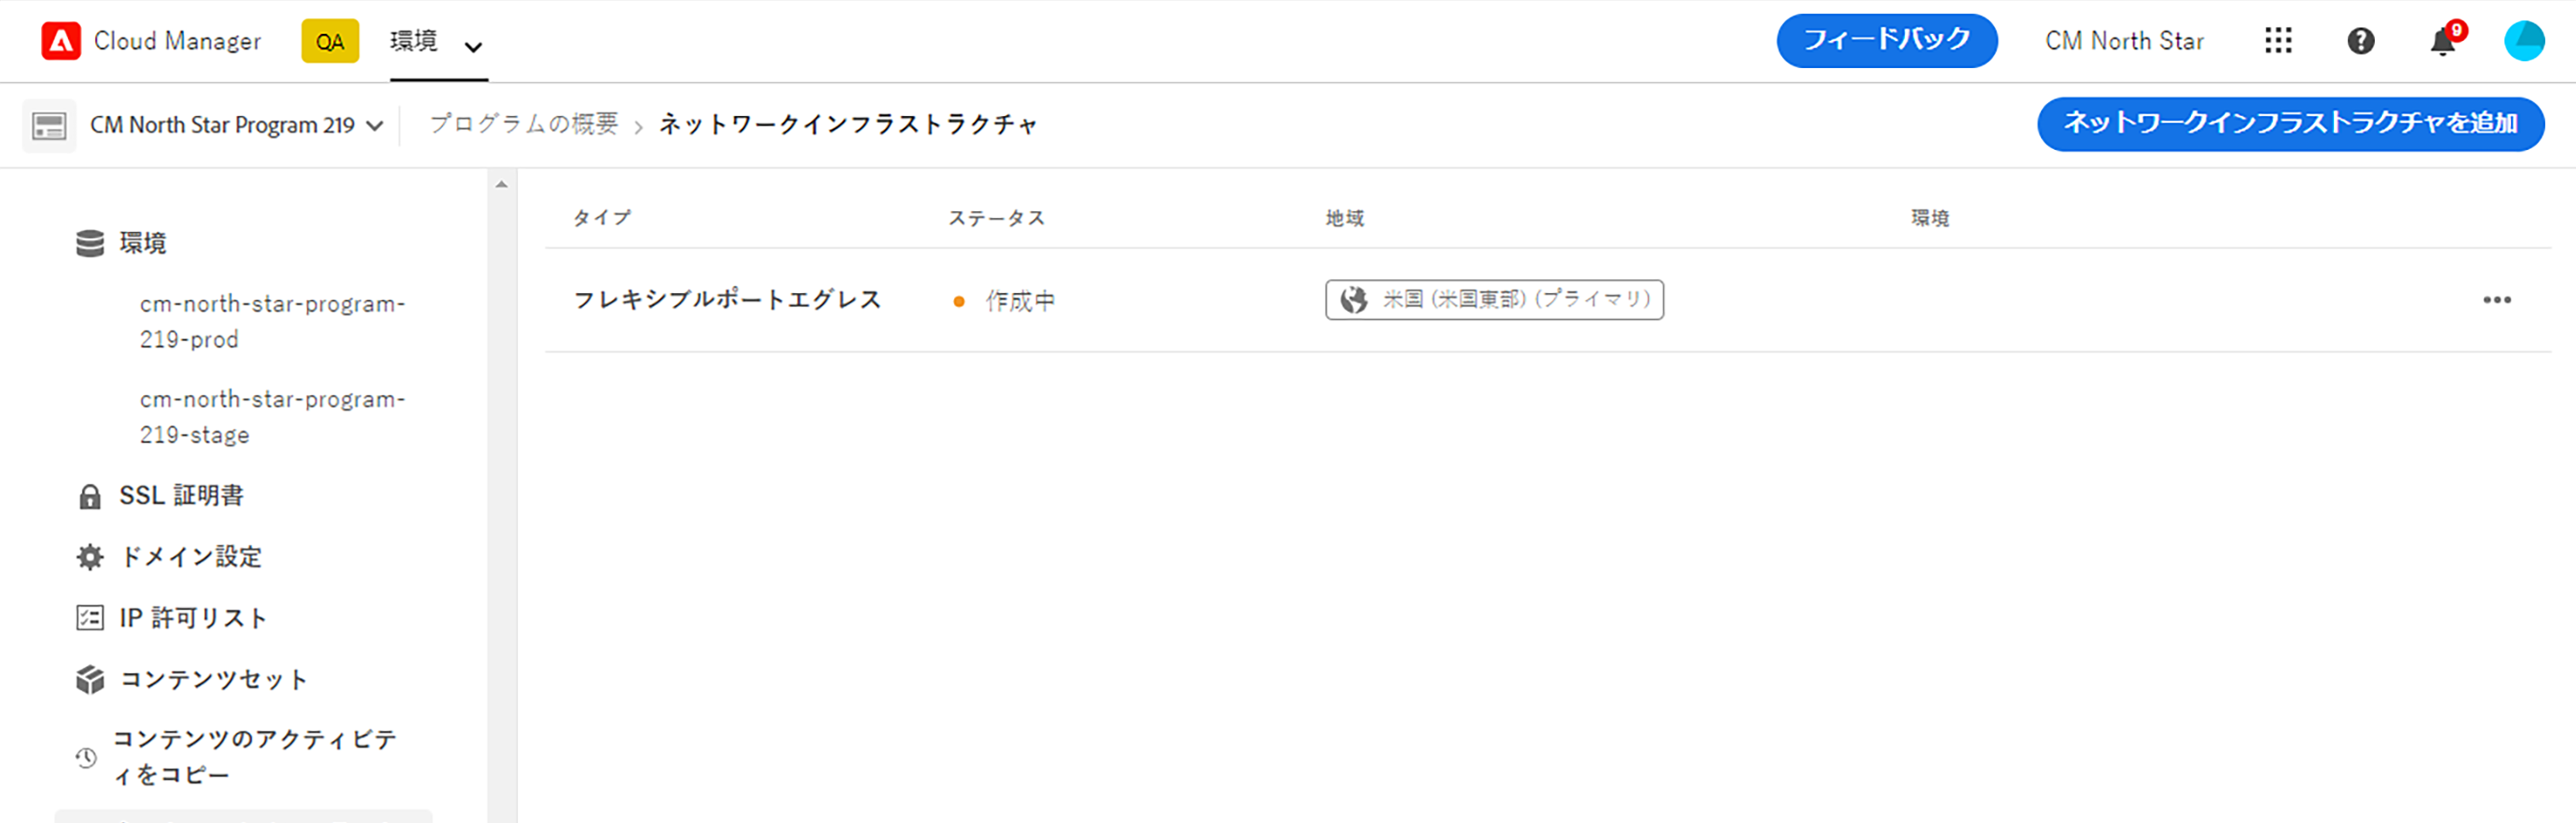 Cloud Manager QA 環境 フィードバック CM North Star 9
CM North Star Program 219 プログラムの概要 > ネットワークインフラストラクチャ ネットワークインフラストラクチャを追加
環境
cm-north-star-program-
219-prod
cm-north-star-program-
219-stage
SSL 証明書
ドメイン設定
IP 許可リスト
コンテンツセット
コンテンツのアクティビテ
ィをコピー
タイプ ステータス 地域 環境
フレキシブルポートエグレス 作成中 米国 (米国東部) (プライマリ)